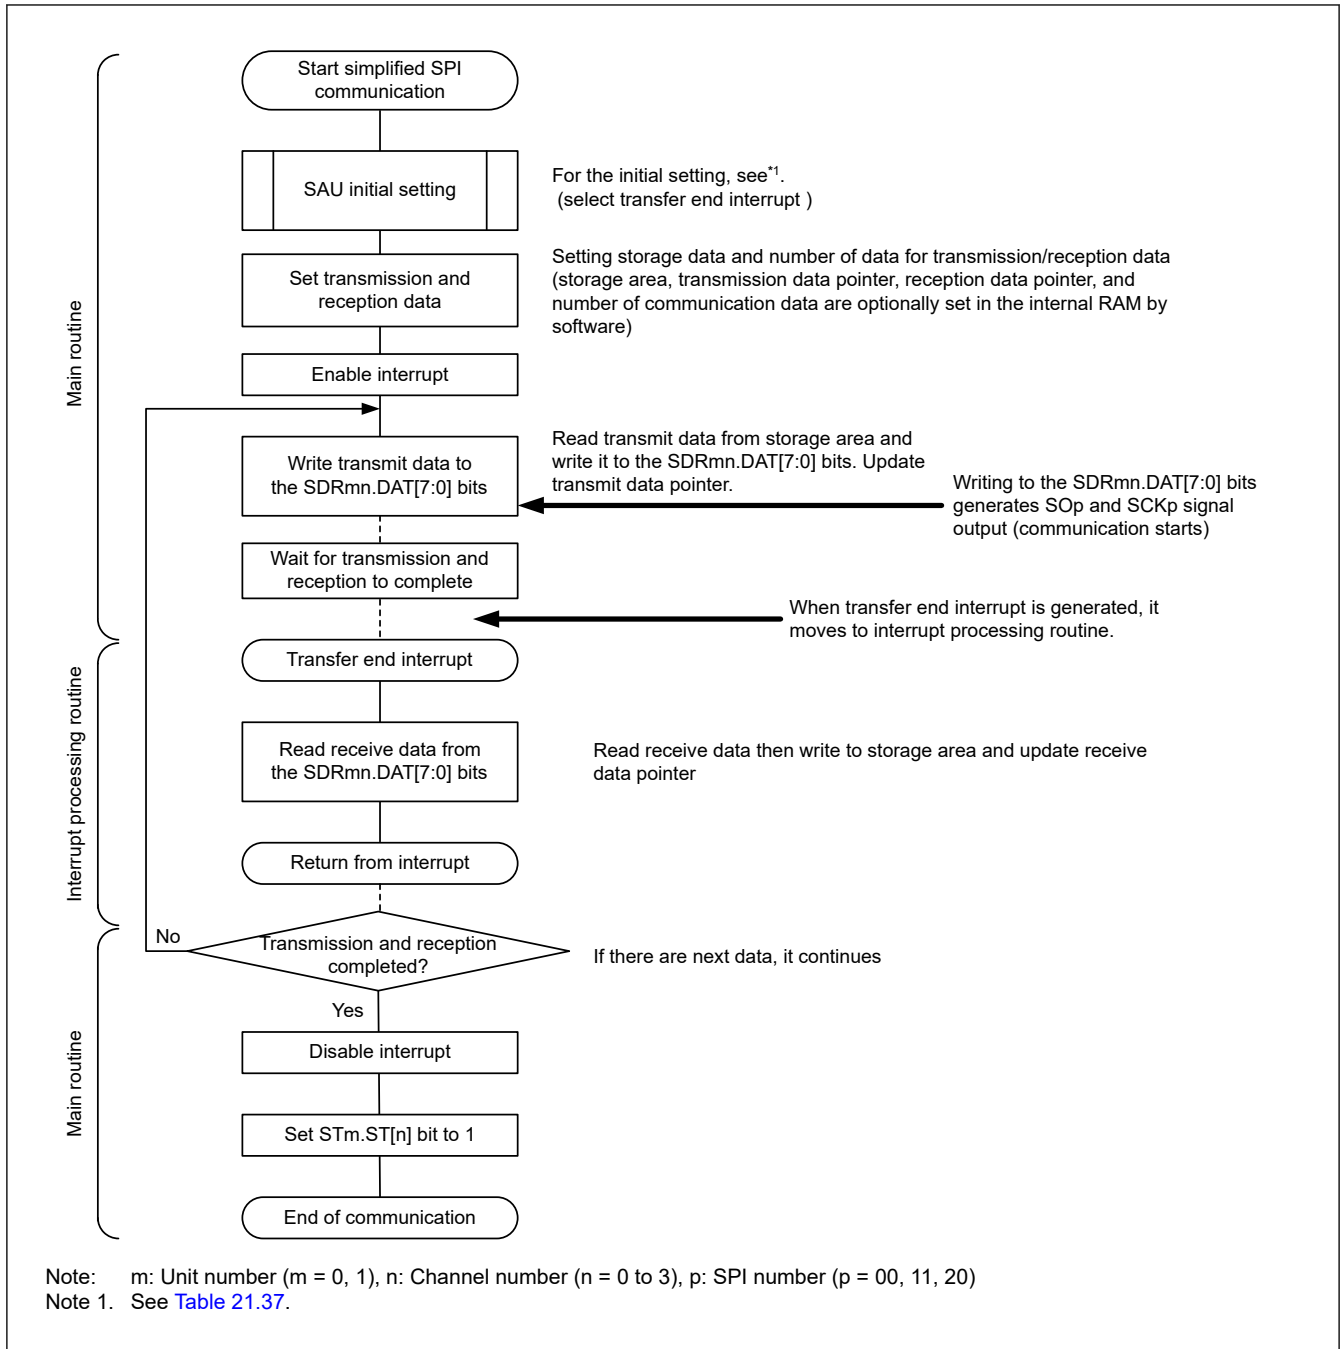 Start simplified SPI
communication
SAU initial setting
For the initial setting, see*1.
(select transfer end interrupt )
Set transmission and
reception data
Setting storage data and number of data for transmission/reception data
(storage area, transmission data pointer, reception data pointer, and
number of communication data are optionally set in the internal RAM by
software)
Main routine
Enable interrupt
Write transmit data to
the SDRmn.DAT[7:0] bits
Read transmit data from storage area and
write it to the SDRmn.DAT[7:0] bits. Update
transmit data pointer.
Writing to the SDRmn.DAT[7:0] bits
generates SOp and SCKp signal
output (communication starts)
Wait for transmission and
reception to complete
When transfer end interrupt is generated, it
moves to interrupt processing routine.
Transfer end interrupt
Interrupt processing routine
Read receive data from
the SDRmn.DAT[7:0] bits
Read receive data then write to storage area and update receive
data pointer
Return from interrupt
No
Transmission and reception
completed?
If there are next data, it continues
Yes
Main routine
Disable interrupt
Set STm.ST[n] bit to 1
End of communication
Note: m: Unit number (m = 0, 1), n: Channel number (n = 0 to 3), p: SPI number (p = 00, 11, 20)
Note 1. See Table 21.37.